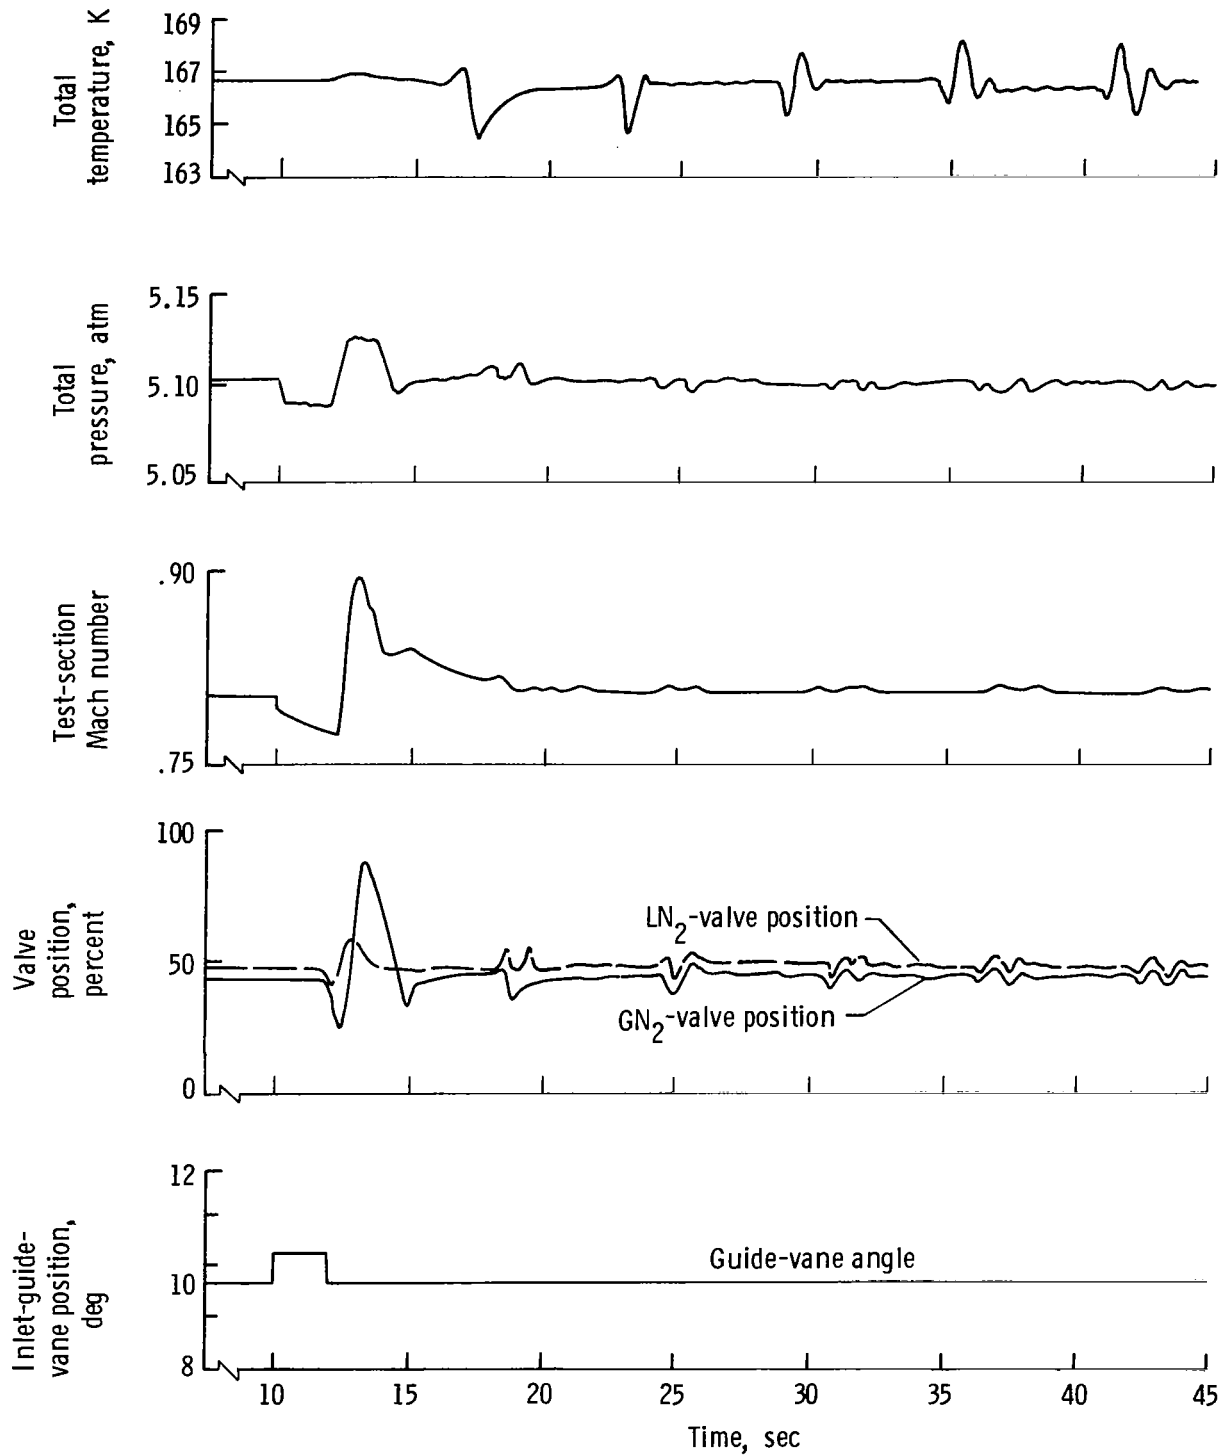 Total
temperature, K
169
167
165
163
Total
pressure, atm
5.15
5.10
5.05
Test-section
Mach number
.90
.75
Valve
position,
percent
100
50
0
LN2-valve position
GN2-valve position
Inlet-guide-
vane position,
deg
12
10
8
Guide-vane angle
10 15 20 25 30 35 40 45
Time, sec